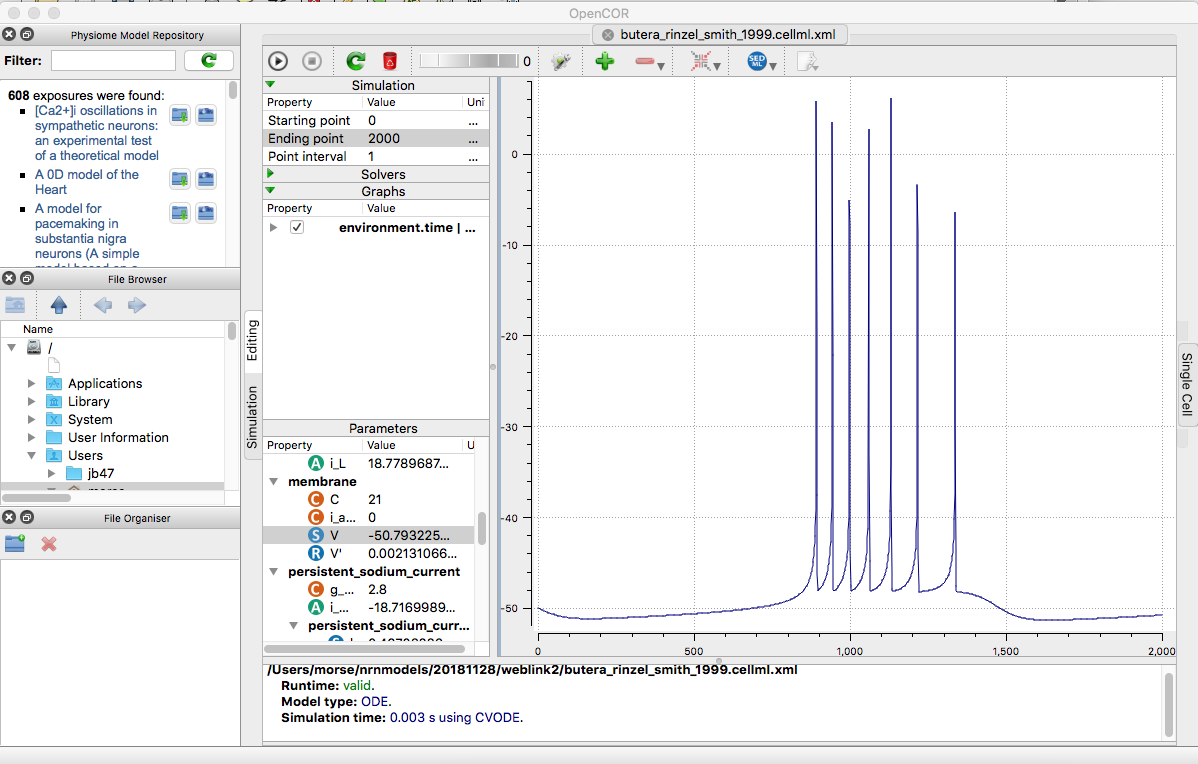 OpenCOR
Physiome Model Repository
Filter:
608 exposures were found:
[Ca2+]i oscillations in
sympathetic neurons:
an experimental test
of a theoretical model
A 0D model of the
Heart
A model for
pacemaking in
substantia nigra
neurons (A simple
File Browser
Name
/
Applications
Library
System
User Information
Users
jb47
File Organiser
Editing
Simulation
butera_rinzel_smith_1999.cellml.xml
0
SED
ML
Simulation
Property Value Uni
Starting point 0 ...
Ending point 2000 ...
Point interval 1 ...
Solvers
Graphs
Property Value
environment.time | ...
Parameters
Property Value U
A i_L 18.7789687...
membrane
C C 21
C i_a... 0
S V -50.793225...
R V' 0.002131066...
persistent_sodium_current
C g_... 2.8
A i_... -18.7169989...
persistent_sodium_curr...
0
-10
-20
-30
-40
-50
0 500 1,000 1,500 2,000
Single Cell
/Users/morse/nrnmodels/20181128/weblink2/butera_rinzel_smith_1999.cellml.xml
Runtime: valid.
Model type: ODE.
Simulation time: 0.003 s using CVODE.